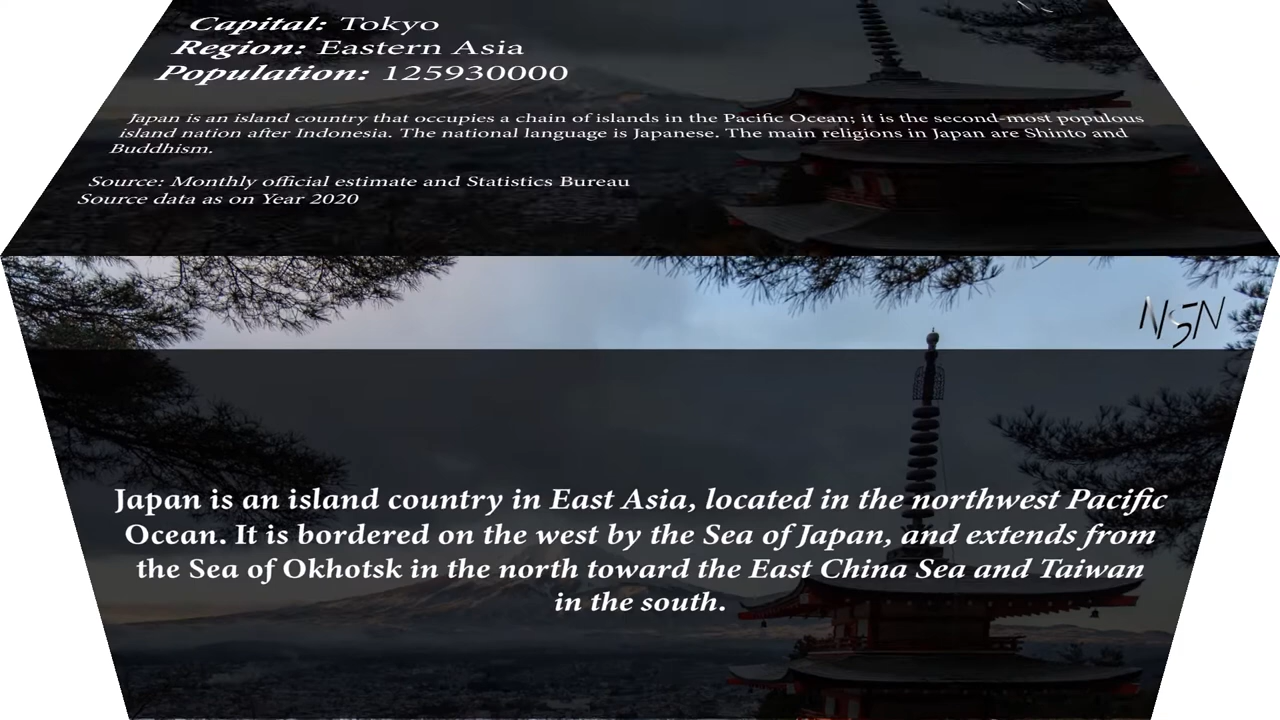 Capital: Tokyo
Region: Eastern Asia
Population: 125930000
Japan is an island country that occupies a chain of islands in the Pacific Ocean; it is the second-most populous
island nation after Indonesia. The national language is Japanese. The main religions in Japan are Shinto and
Buddhism.
Source: Monthly official estimate and Statistics Bureau
Source data as on Year 2020
NSN
Japan is an island country in East Asia, located in the northwest Pacific
Ocean. It is bordered on the west by the Sea of Japan, and extends from
the Sea of Okhotsk in the north toward the East China Sea and Taiwan
in the south.